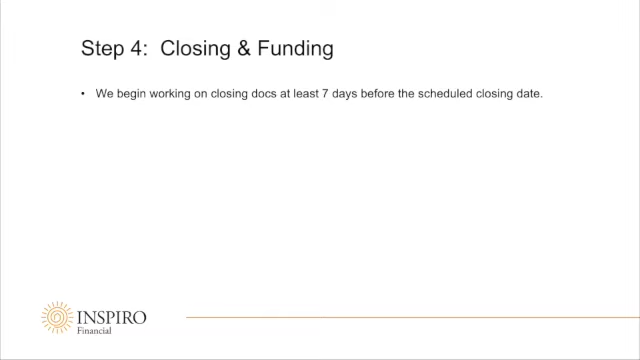 Step 4:  Closing & Funding
• We begin working on closing docs at least 7 days before the scheduled closing date.
INSPIRO
Financial